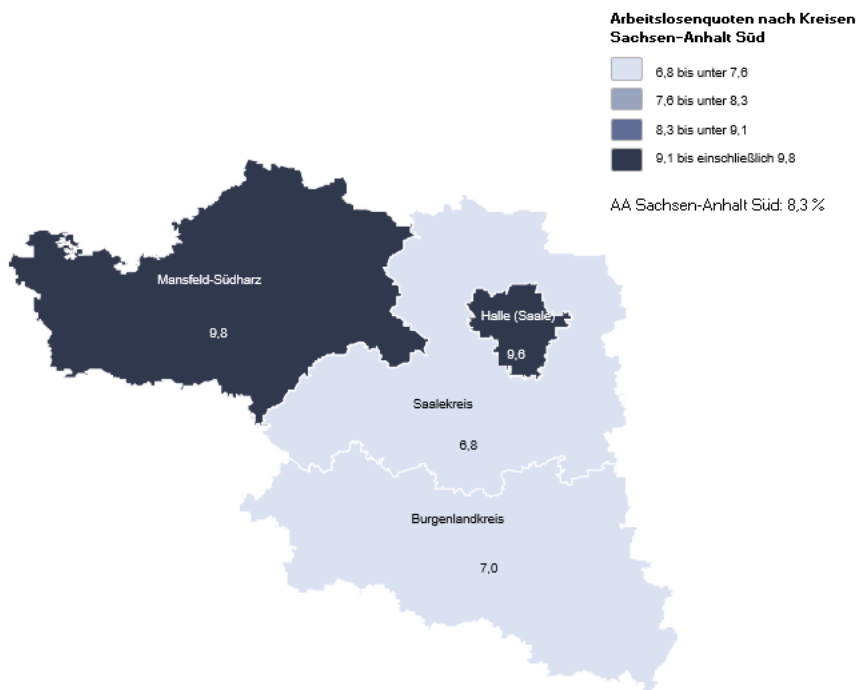 Arbeitslosenquoten nach Kreisen
Sachsen-Anhalt Süd
6,8 bis unter 7,6
7,6 bis unter 8,3
8,3 bis unter 9,1
9,1 bis einschließlich 9,8
AA Sachsen-Anhalt Süd: 8,3 %
Mansfeld-Südharz
9,8
Halle (Saale)
9,6
Saalekreis
6,8
Burgenlandkreis
7,0